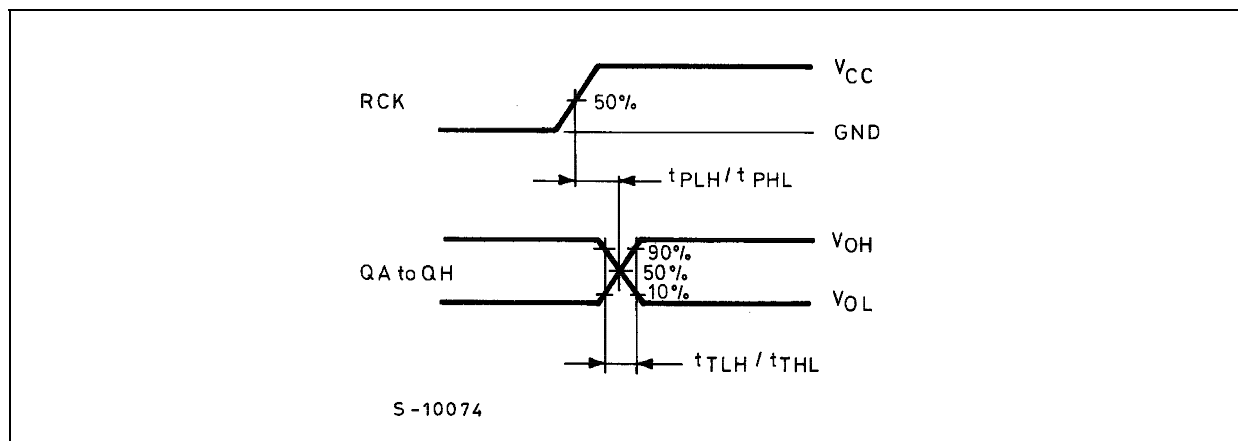 VCC
RCK
50%
GND
tPLH / tPHL
VOH
90%
QA to QH
50%
10%
VOL
tTLH / tTHL
S-10074